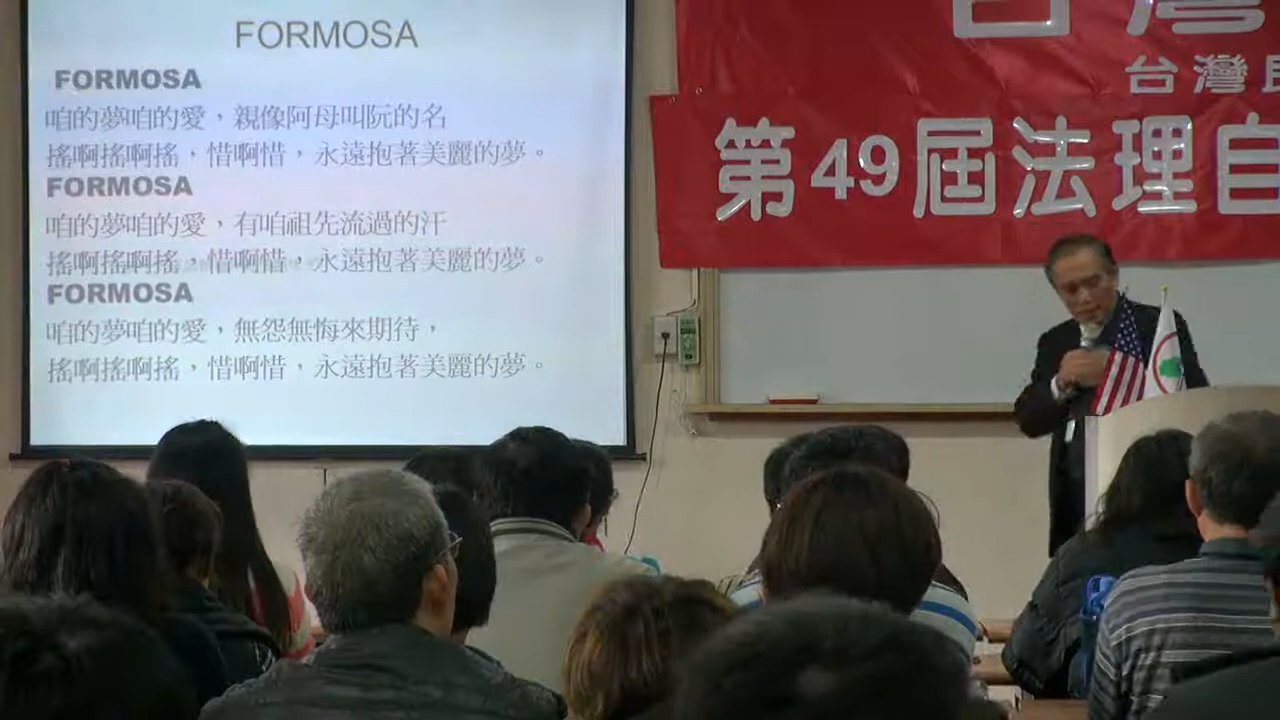 FORMOSA
FORMOSA
咱的夢咱的愛，親像阿母叫阮的名
搖啊搖啊搖，惜啊惜，永遠抱著美麗的夢。
FORMOSA
咱的夢咱的愛，有咱祖先流過的汗
搖啊搖啊搖，惜啊惜，永遠抱著美麗的夢。
FORMOSA
咱的夢咱的愛，無怨無悔來期待，
搖啊搖啊搖，惜啊惜，永遠抱著美麗的夢。
台灣
台灣民
第49屆法理自